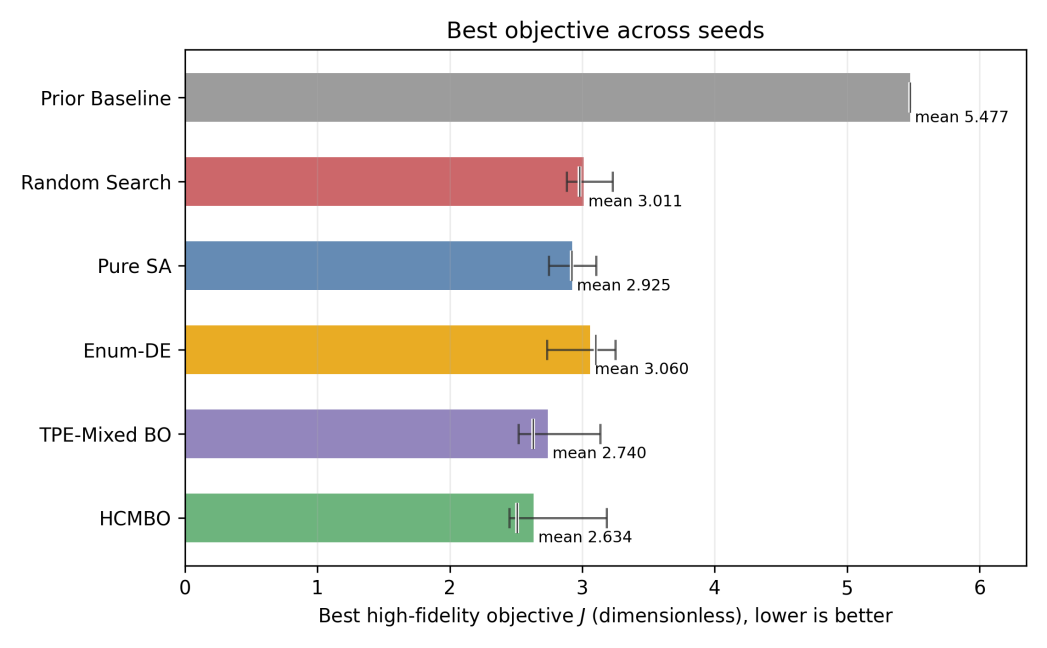 Best objective across seeds
Prior Baseline
mean 5.477
Random Search
mean 3.011
Pure SA
mean 2.925
Enum-DE
mean 3.060
TPE-Mixed BO
mean 2.740
HCMBO
mean 2.634
0 1 2 3 4 5 6
Best high-fidelity objective J (dimensionless), lower is better